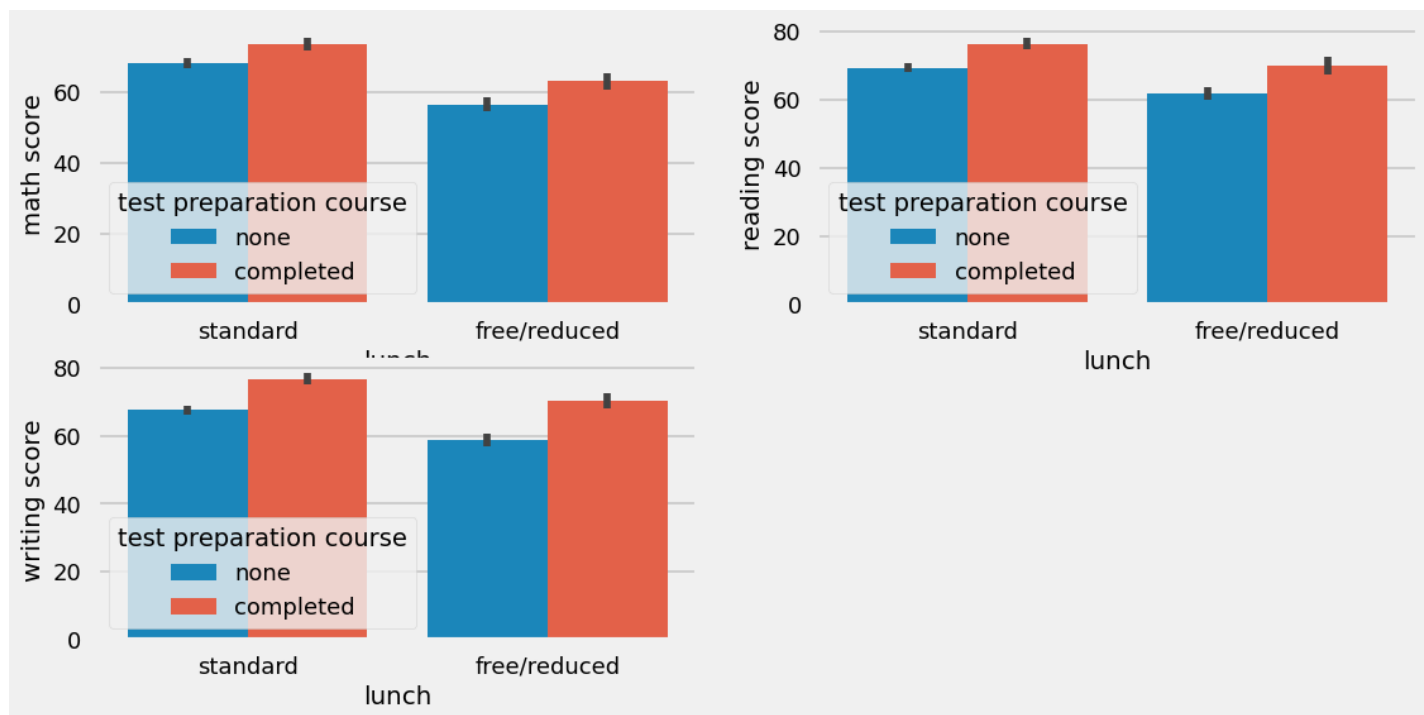 math score
60
40
20
0
test preparation course
none
completed
standard
free/reduced
lunch
reading score
80
60
40
20
0
test preparation course
none
completed
standard
free/reduced
lunch
writing score
80
60
40
20
0
test preparation course
none
completed
standard
free/reduced
lunch